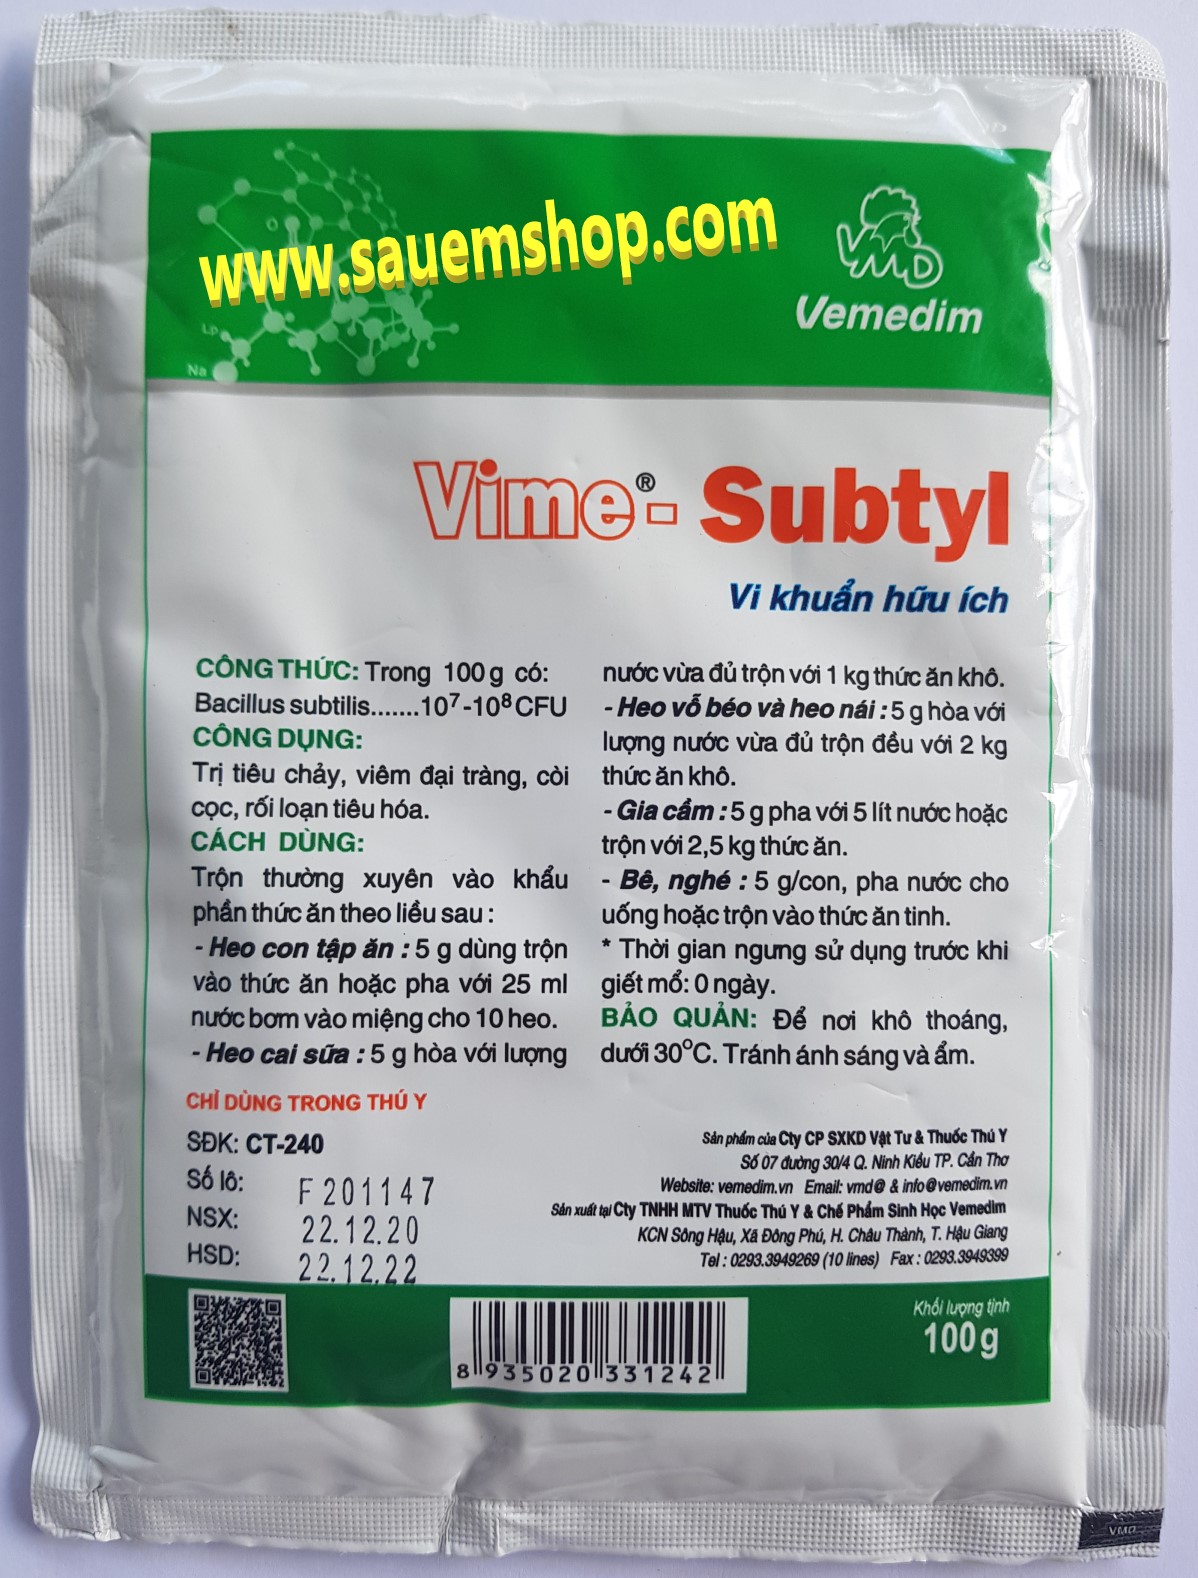 www.sauemshop.com
VMD
Vemedim
Lp
Na
Vime®- Subtyl
Vi khuẩn hữu ích
CÔNG THỨC: Trong 100 g có:
Bacillus subtilis.......10⁷-10⁸ CFU
CÔNG DỤNG:
Trị tiêu chảy, viêm đại tràng, còi
cọc, rối loạn tiêu hóa.
CÁCH DÙNG:
Trộn thường xuyên vào khẩu
phần thức ăn theo liều sau :
- Heo con tập ăn : 5 g dùng trộn
vào thức ăn hoặc pha với 25 ml
nước bơm vào miệng cho 10 heo.
- Heo cai sữa : 5 g hòa với lượng
nước vừa đủ trộn với 1 kg thức ăn khô.
- Heo vỗ béo và heo nái : 5 g hòa với
lượng nước vừa đủ trộn đều với 2 kg
thức ăn khô.
- Gia cầm : 5 g pha với 5 lít nước hoặc
trộn với 2,5 kg thức ăn.
- Bê, nghé : 5 g/con, pha nước cho
uống hoặc trộn vào thức ăn tinh.
* Thời gian ngưng sử dụng trước khi
giết mổ: 0 ngày.
BẢO QUẢN: Để nơi khô thoáng,
dưới 30°C. Tránh ánh sáng và ẩm.
CHỈ DÙNG TRONG THÚ Y
SĐK: CT-240
Số lô: F 201147
NSX: 22.12.20
HSD: 22.12.22
Sản phẩm của Cty CP SXKD Vật Tư & Thuốc Thú Y
Số 07 đường 30/4 Q. Ninh Kiều TP. Cần Thơ
Website: vemedim.vn Email: vmd@ & info@vemedim.vn
Sản xuất tại Cty TNHH MTV Thuốc Thú Y & Chế Phẩm Sinh Học Vemedim
KCN Sông Hậu, Xã Đông Phú, H. Châu Thành, T. Hậu Giang
Tel : 0293.3949269 (10 lines) Fax : 0293.3949399
8 935020 331242
Khối lượng tịnh
100 g
VMD